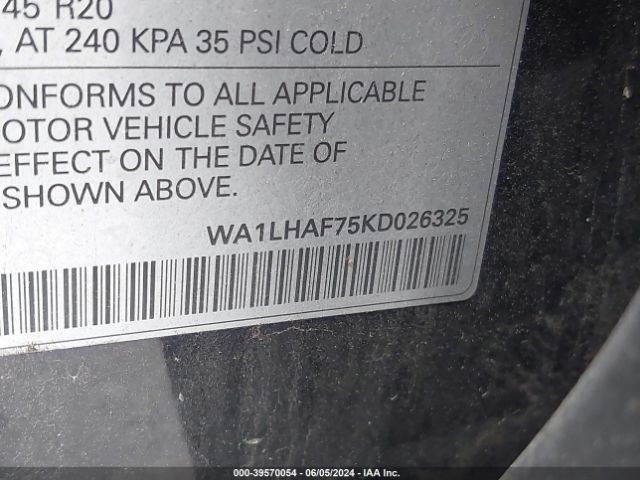 45 R20
, AT 240 KPA 35 PSI COLD
ONFORMS TO ALL APPLICABLE
OTOR VEHICLE SAFETY
EFFECT ON THE DATE OF
SHOWN ABOVE.
WA1LHAF75KD026325
000-39570054 - 06/05/2024 - IAA Inc.